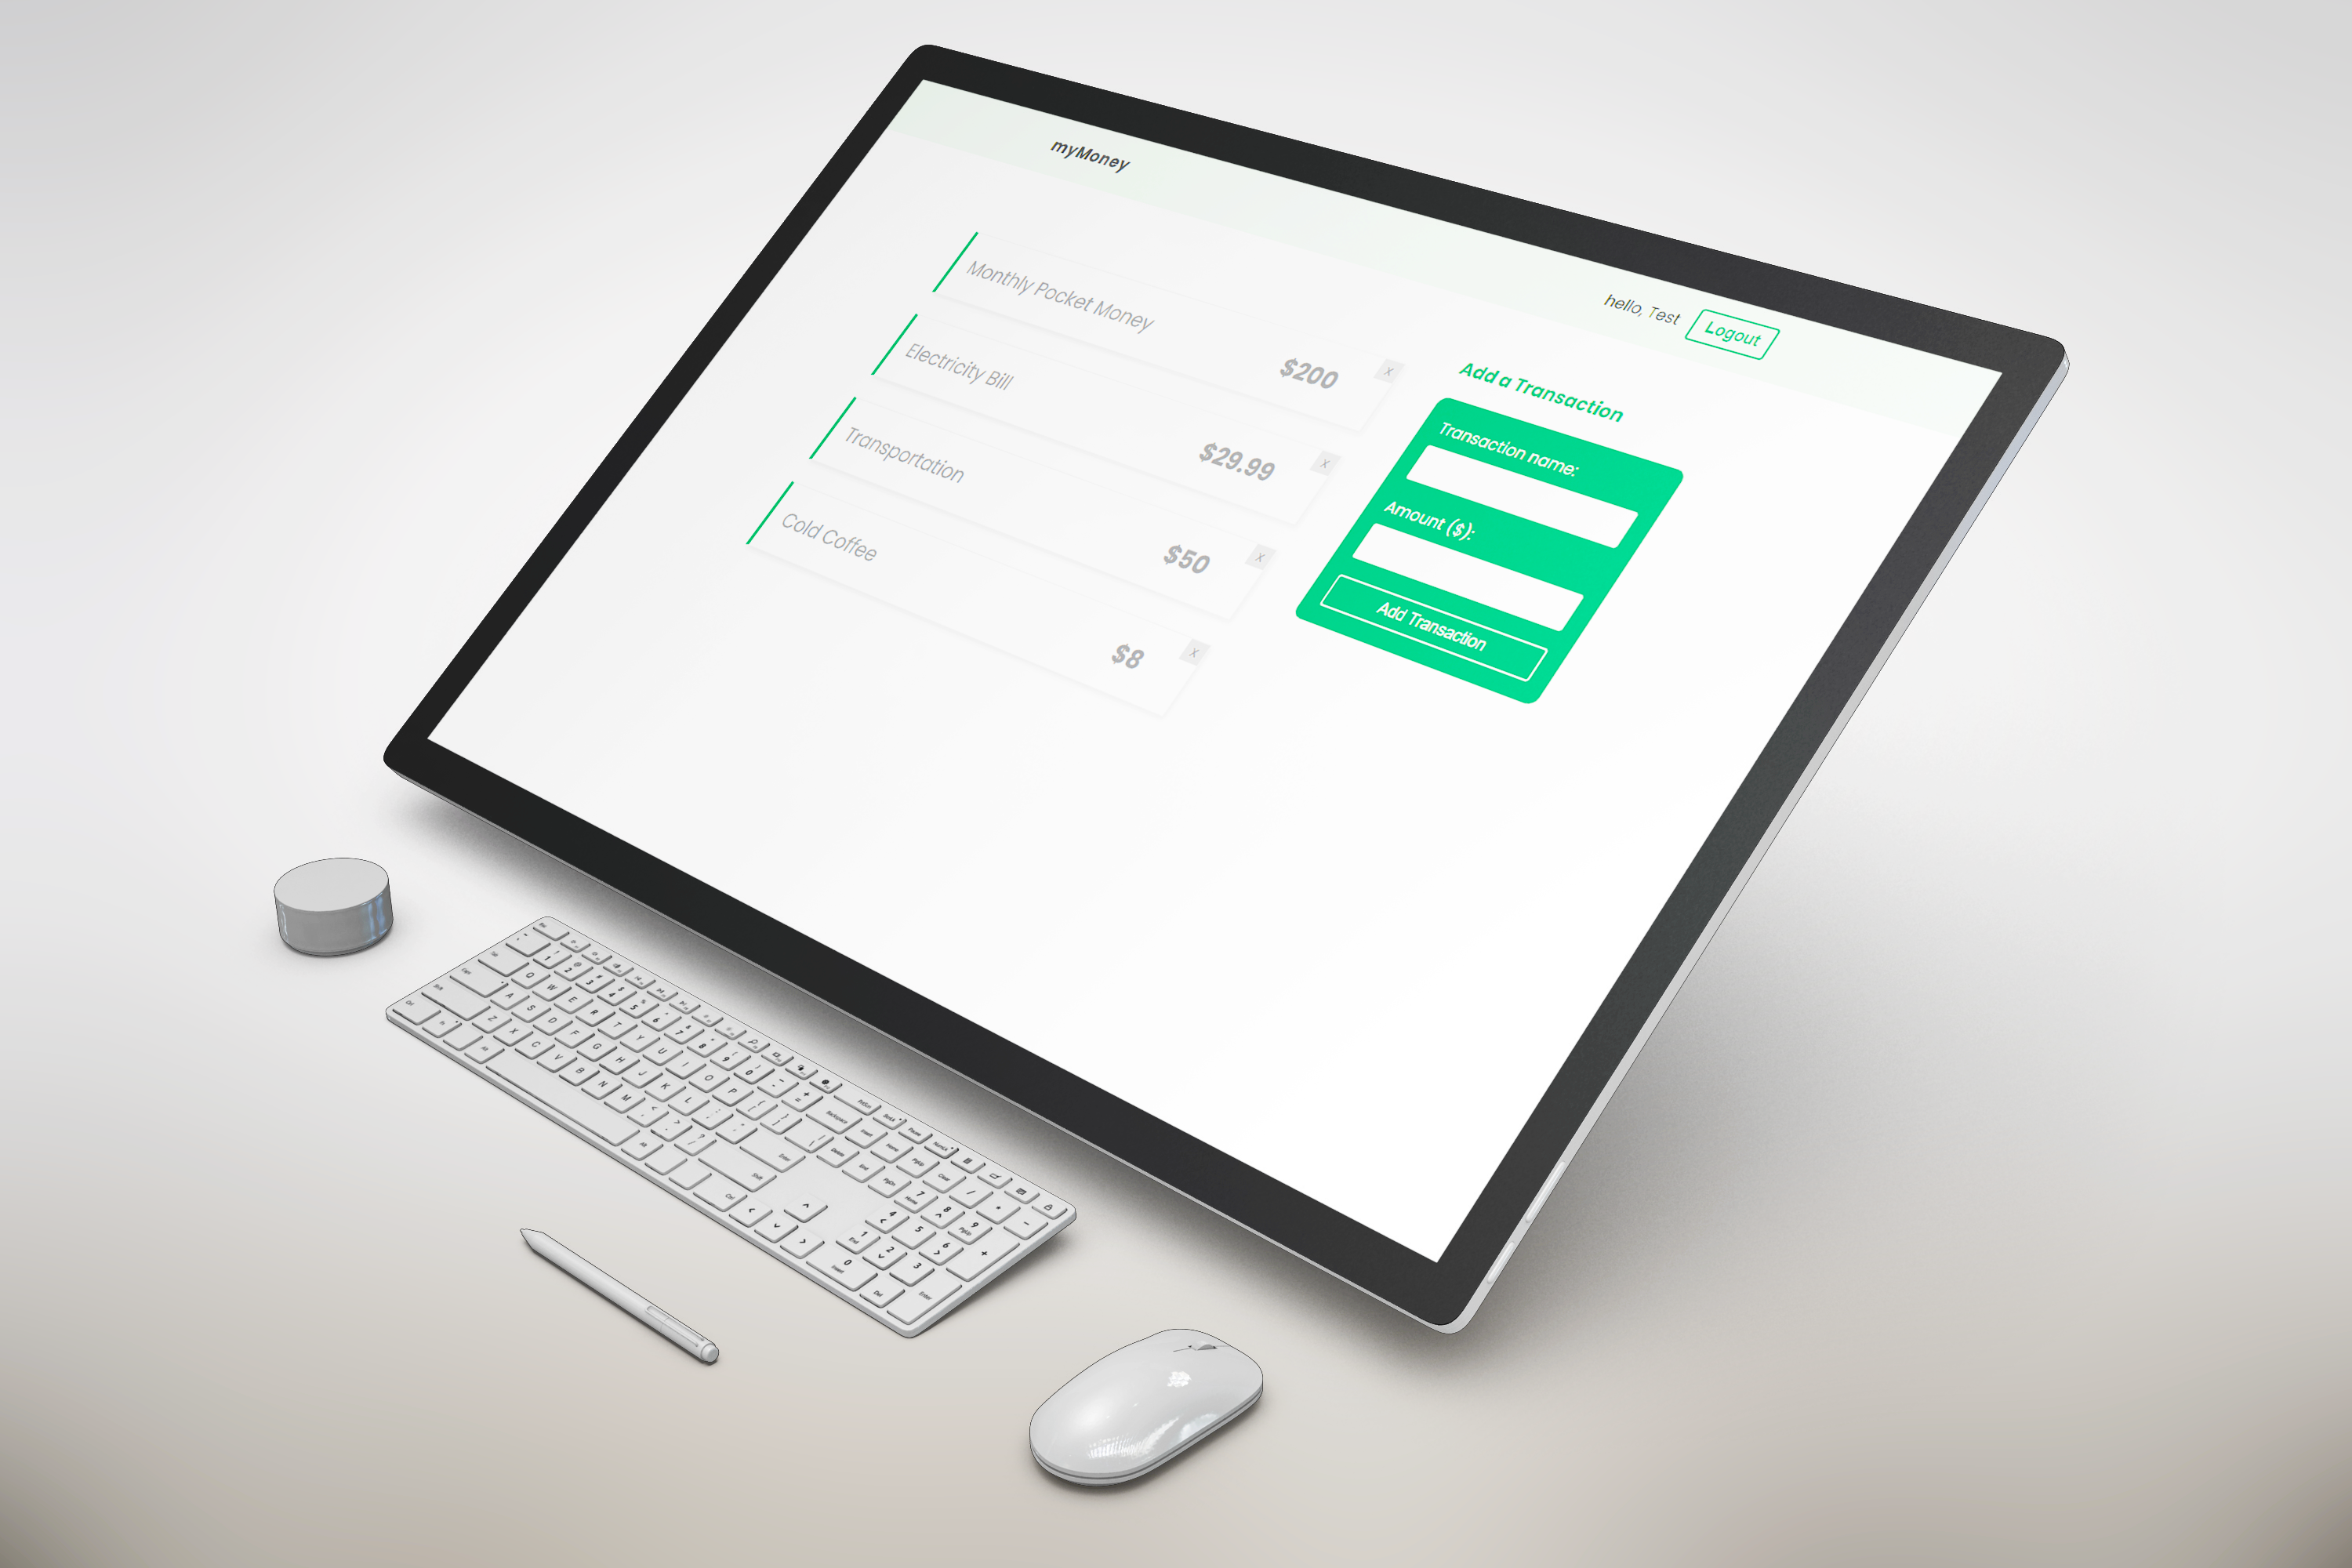 myMoney
hello, Test
Logout
Monthly Pocket Money
$200
x
Electricity Bill
$29.99
x
Transportation
$50
x
Cold Coffee
$8
x
Add a Transaction
Transaction name:
Amount ($):
Add Transaction
Q W E R T Y U I O P
A S D F G H J K L
Z X C V B N M